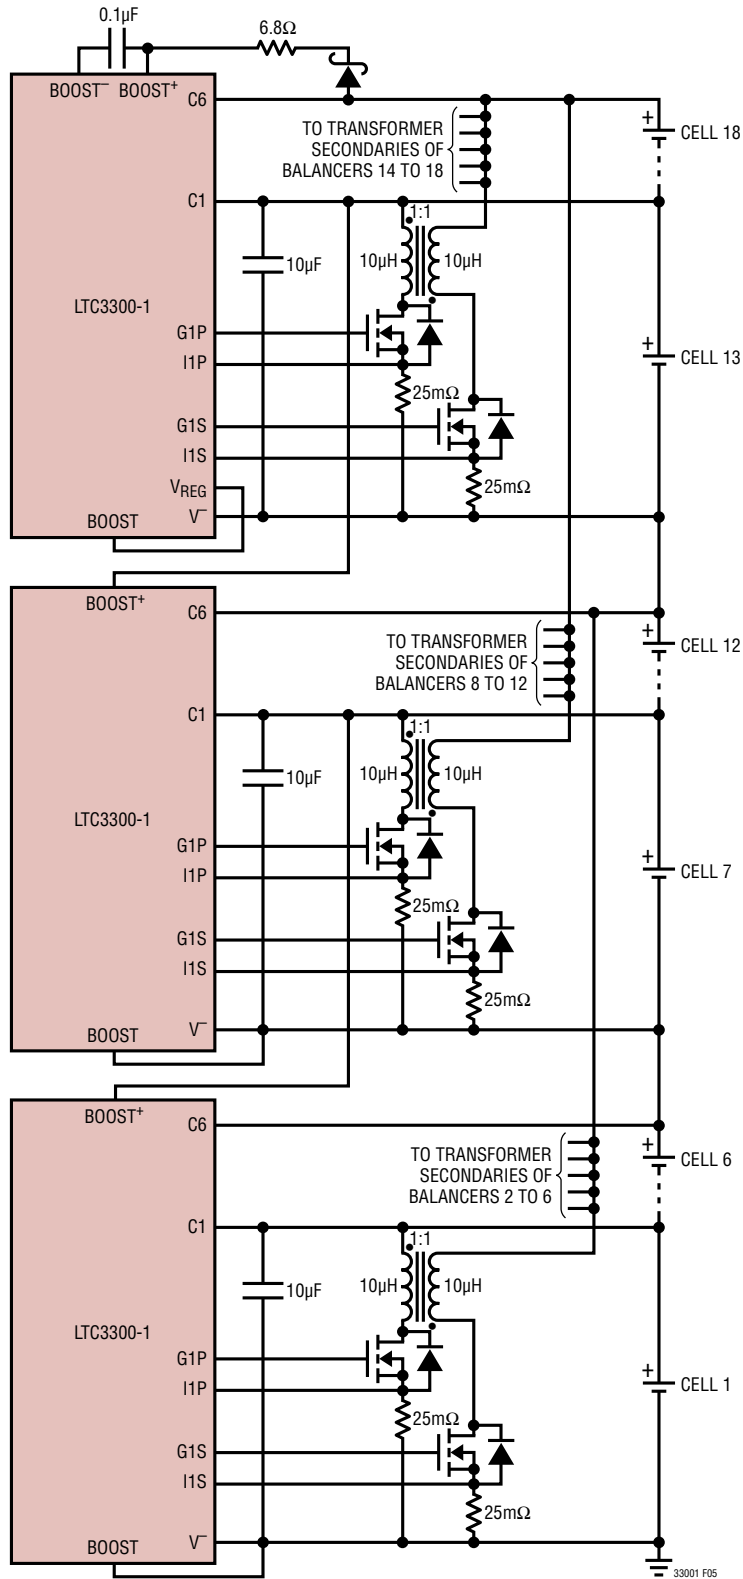 0.1µF
6.8Ω
BOOST– BOOST+
C6
TO TRANSFORMER
SECONDARIES OF
BALANCERS 14 TO 18
+
CELL 18
C1
1:1
10µF
10µH
10µH
LTC3300-1
G1P
I1P
+
CELL 13
25mΩ
G1S
I1S
25mΩ
VREG
BOOST
V–
BOOST+
C6
TO TRANSFORMER
SECONDARIES OF
BALANCERS 8 TO 12
+
CELL 12
C1
1:1
10µF
10µH
10µH
LTC3300-1
G1P
I1P
+
CELL 7
25mΩ
G1S
I1S
25mΩ
BOOST
V–
BOOST+
C6
TO TRANSFORMER
SECONDARIES OF
BALANCERS 2 TO 6
+
CELL 6
C1
1:1
10µF
10µH
10µH
LTC3300-1
G1P
I1P
+
CELL 1
25mΩ
G1S
I1S
25mΩ
BOOST
V–
33001 F05